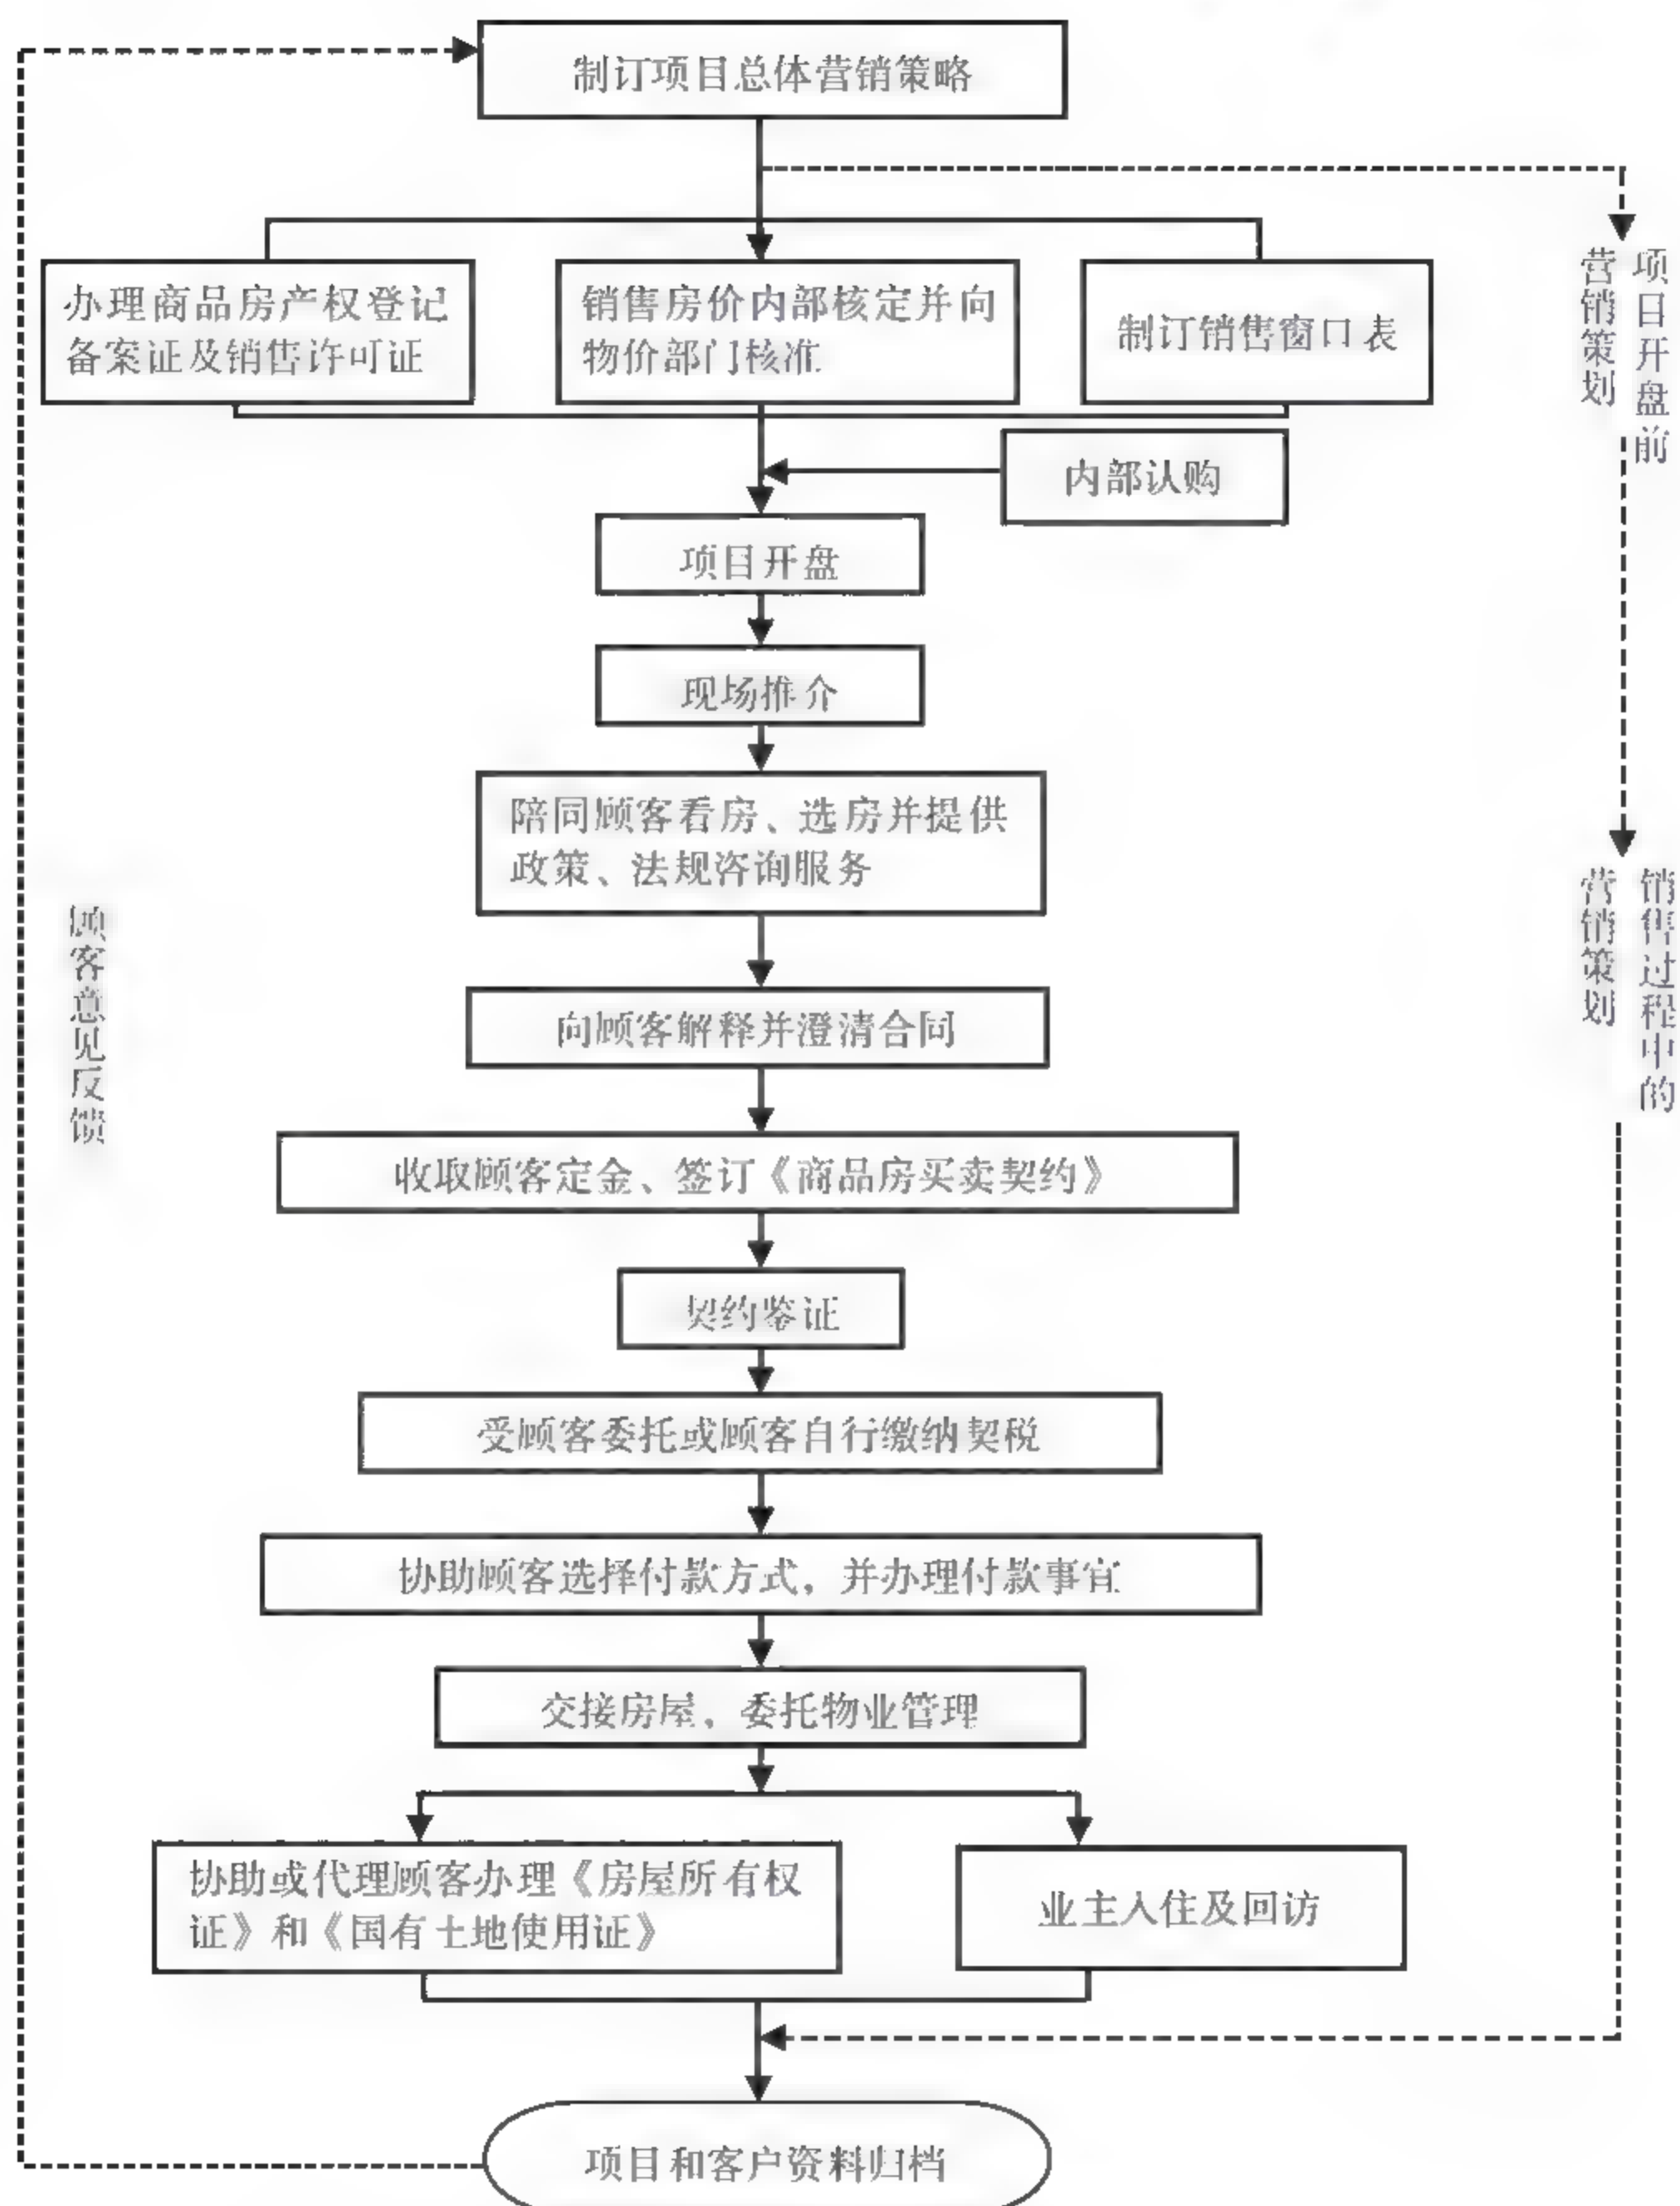 制订项目总体营销策略
办理商品房产权登记
备案证及销售许可证
销售房价内部核定并向
物价部门核准
制订销售窗口表
项目开盘前
营销策划
内部认购
项目开盘
现场推介
陪同顾客看房、选房并提供
政策、法规咨询服务
销售过程中的
营销策划
顾客意见反馈
向顾客解释并澄清合同
收取顾客定金、签订《商品房买卖契约》
契约鉴证
受顾客委托或顾客自行缴纳契税
协助顾客选择付款方式，并办理付款事宜
交接房屋，委托物业管理
协助或代理顾客办理《房屋所有权
证》和《国有土地使用证》
业主入住及回访
项目和客户资料归档